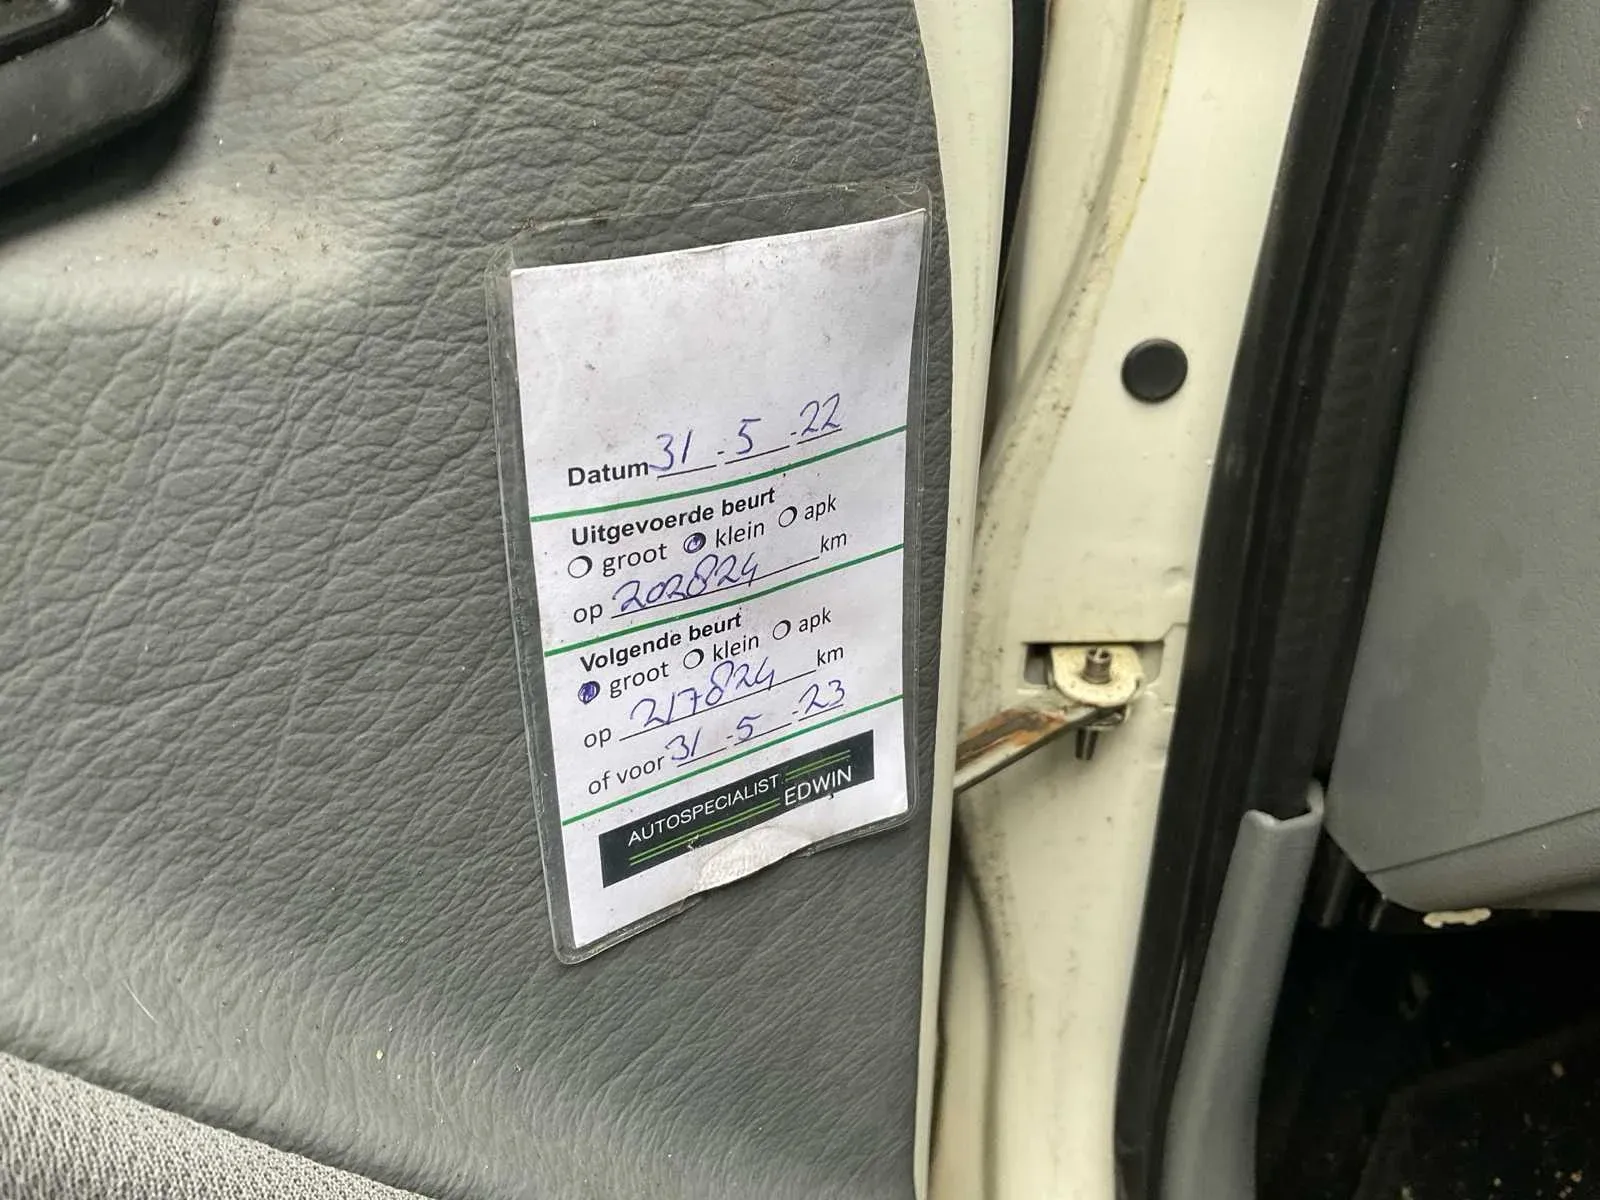 Datum 31 - 5 - 22
Uitgevoerde beurt
groot klein apk
op 202824 km
Volgende beurt
groot klein apk
op 217824 km
of voor 31 - 5 - 23
AUTOSPECIALIST
EDWIN